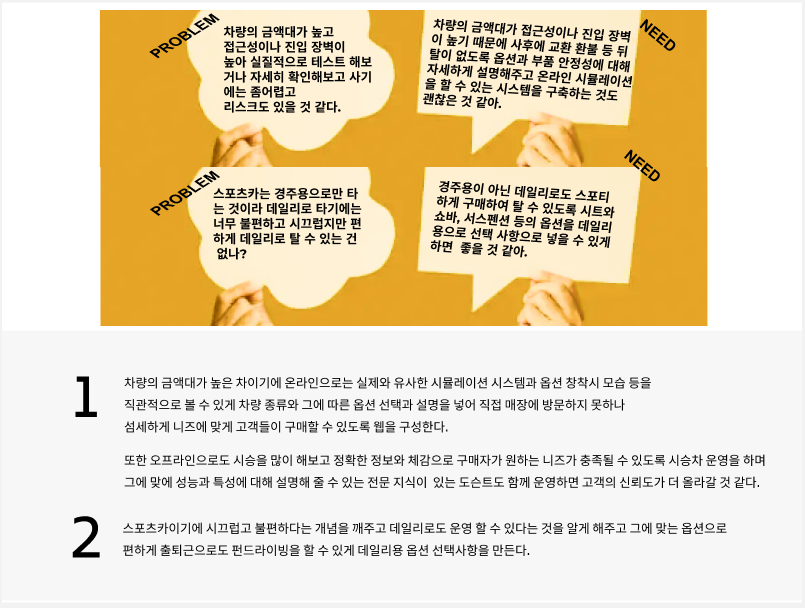 PROBLEM
차량의 금액대가 높고
접근성이나 진입 장벽이
높아 실질적으로 테스트 해보
거나 자세히 확인해보고 사기
에는 좀어렵고
리스크도 있을 것 같다.
NEED
차량의 금액대가 접근성이나 진입 장벽
이 높기 때문에 사후에 교환 환불 등 뒤
탈이 없도록 옵션과 부품 안정성에 대해
자세하게 설명해주고 온라인 시뮬레이션
을 할 수 있는 시스템을 구축하는 것도
괜찮은 것 같아.
PROBLEM
스포츠카는 경주용으로만 타
는 것이라 데일리로 타기에는
너무 불편하고 시끄럽지만 편
하게 데일리로 탈 수 있는 건
없나?
NEED
경주용이 아닌 데일리로도 스포티
하게 구매하여 탈 수 있도록 시트와
쇼바, 서스펜션 등의 옵션을 데일리
용으로 선택 사항으로 넣을 수 있게
하면 좋을 것 같아.
1
차량의 금액대가 높은 차이기에 온라인으로는 실제와 유사한 시뮬레이션 시스템과 옵션 창착시 모습 등을
직관적으로 볼 수 있게 차량 종류와 그에 따른 옵션 선택과 설명을 넣어 직접 매장에 방문하지 못하나
섬세하게 니즈에 맞게 고객들이 구매할 수 있도록 웹을 구성한다.
또한 오프라인으로도 시승을 많이 해보고 정확한 정보와 체감으로 구매자가 원하는 니즈가 충족될 수 있도록 시승차 운영을 하며
그에 맞에 성능과 특성에 대해 설명해 줄 수 있는 전문 지식이 있는 도슨트도 함께 운영하면 고객의 신뢰도가 더 올라갈 것 같다.
2
스포츠카이기에 시끄럽고 불편하다는 개념을 깨주고 데일리로도 운영 할 수 있다는 것을 알게 해주고 그에 맞는 옵션으로
편하게 출퇴근으로도 펀드라이빙을 할 수 있게 데일리용 옵션 선택사항을 만든다.